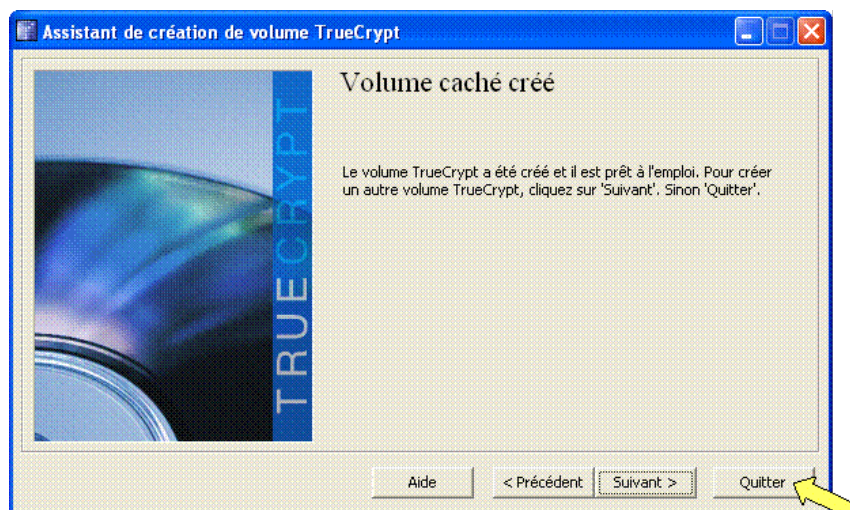 Assistant de création de volume TrueCrypt
Volume caché créé
Le volume TrueCrypt a été créé et il est prêt à l'emploi. Pour créer
un autre volume TrueCrypt, cliquez sur 'Suivant'. Sinon 'Quitter'.
TRUECRYPT
Aide
< Précédent
Suivant >
Quitter